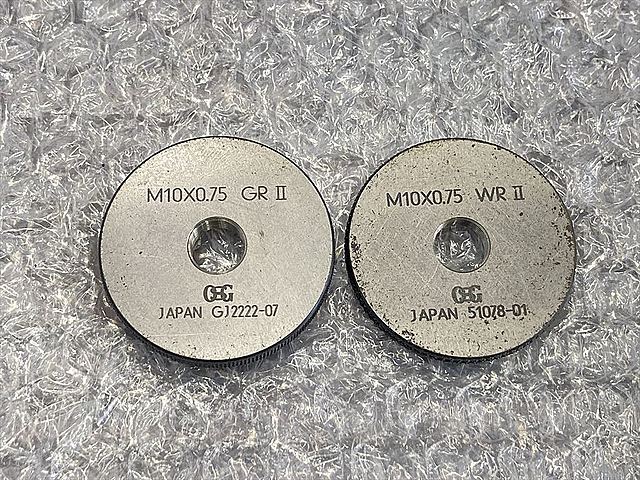 M10X0.75 GR II
OSG
JAPAN GJ2222-07
M10X0.75 WR II
OSG
JAPAN 51078-01